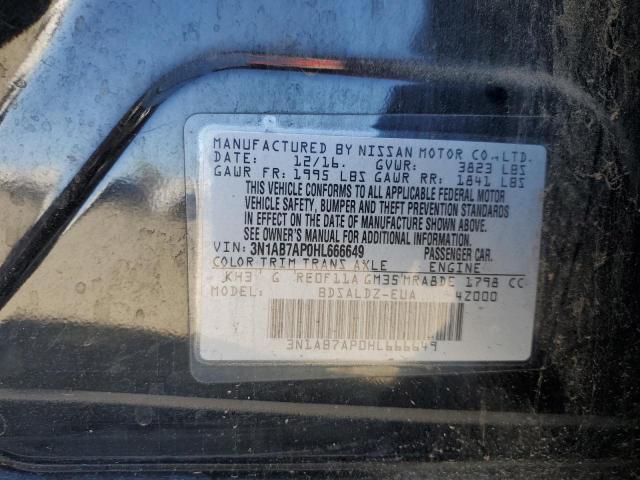 MANUFACTURED BY NISSAN MOTOR CO., LTD.
DATE: 12/16. GVWR: 3823 LBS
GAWR FR: 1995 LBS GAWR RR: 1841 LBS
THIS VEHICLE CONFORMS TO ALL APPLICABLE FEDERAL MOTOR
VEHICLE SAFETY, BUMPER AND THEFT PREVENTION STANDARDS
IN EFFECT ON THE DATE OF MANUFACTURE SHOWN ABOVE.
SEE OWNER'S MANUAL FOR ADDITIONAL INFORMATION
VIN: 3N1AB7AP0HL666649 PASSENGER CAR.
COLOR TRIM TRANS AXLE ENGINE
KH3 G RE0F11A GM35 MRA8DE 1798 CC
MODEL: BDSALDZ-EUA 4Z000
3N1AB7AP0HL666649